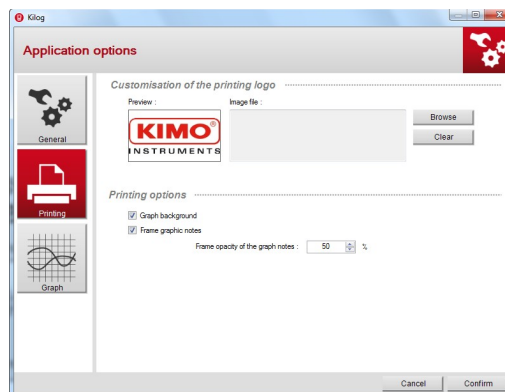 Kilog
Application options
General
Printing
Graph
Customisation of the printing logo
Preview :
Image file :
KIMO®
INSTRUMENTS
Browse
Clear
Printing options
Graph background
Frame graphic notes
Frame opacity of the graph notes : 50 %
Cancel
Confirm